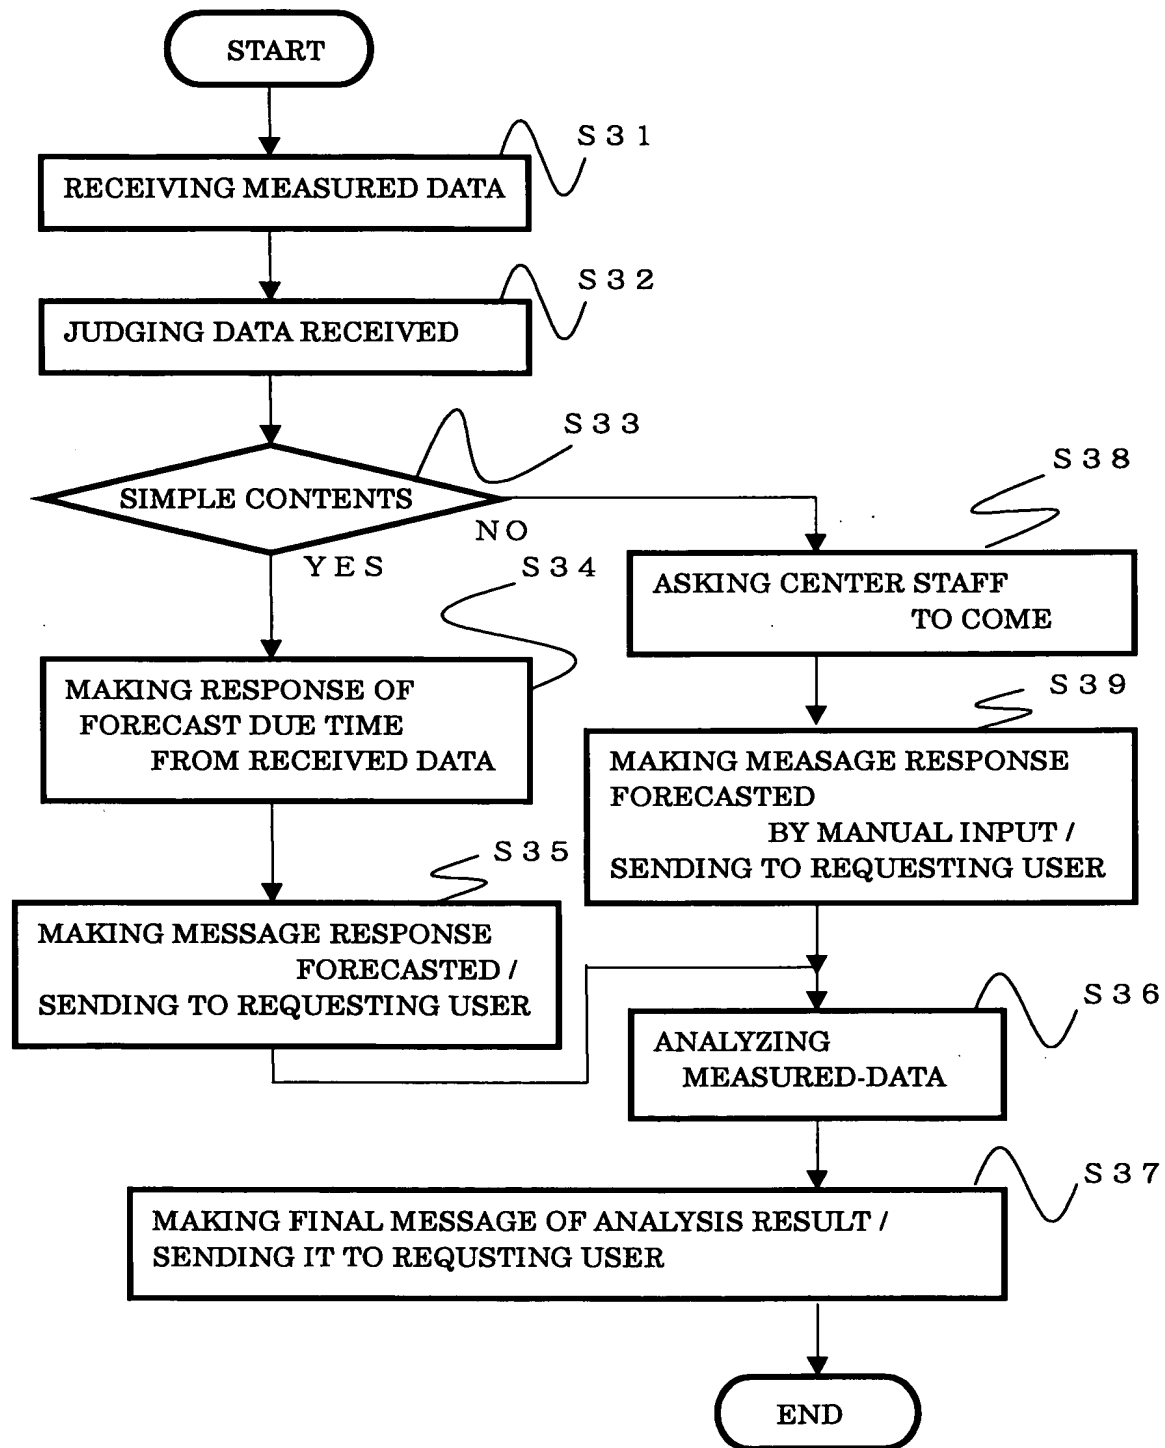 START
S31
RECEIVING MEASURED DATA
S32
JUDGING DATA RECEIVED
S33
SIMPLE CONTENTS
NO
YES
S34
MAKING RESPONSE OF
FORECAST DUE TIME
FROM RECEIVED DATA
S35
MAKING MESSAGE RESPONSE
FORECASTED /
SENDING TO REQUESTING USER
S38
ASKING CENTER STAFF
TO COME
S39
MAKING MEASAGE RESPONSE
FORECASTED
BY MANUAL INPUT /
SENDING TO REQUESTING USER
S36
ANALYZING
MEASURED-DATA
S37
MAKING FINAL MESSAGE OF ANALYSIS RESULT /
SENDING IT TO REQUSTING USER
END